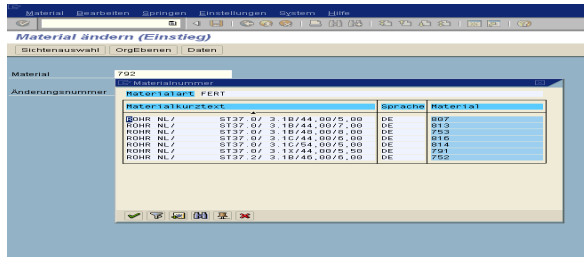 Material Bearbeiten Springen Einstellungen System Hilfe
Material ändern (Einstieg)
Sichtenauswahl OrgEbenen Daten
Material 792
Materialnummer
Änderungsnummer
Materialart FERT
Materialkurztext Sprache Material
ROHR NL/ ST37.0/ 3.1B/44,00/5,00 DE 807
ROHR NL/ ST37.0/ 3.1B/44,00/7,00 DE 813
ROHR NL/ ST37.0/ 3.1B/48,00/8,00 DE 753
ROHR NL/ ST37.0/ 3.1C/44,00/6,00 DE 816
ROHR NL/ ST37.0/ 3.1C/54,00/5,00 DE 814
ROHR NL/ ST37.0/ 3.1X/44,00/5,50 DE 791
ROHR NL/ ST37.2/ 3.1B/46,00/6,00 DE 752